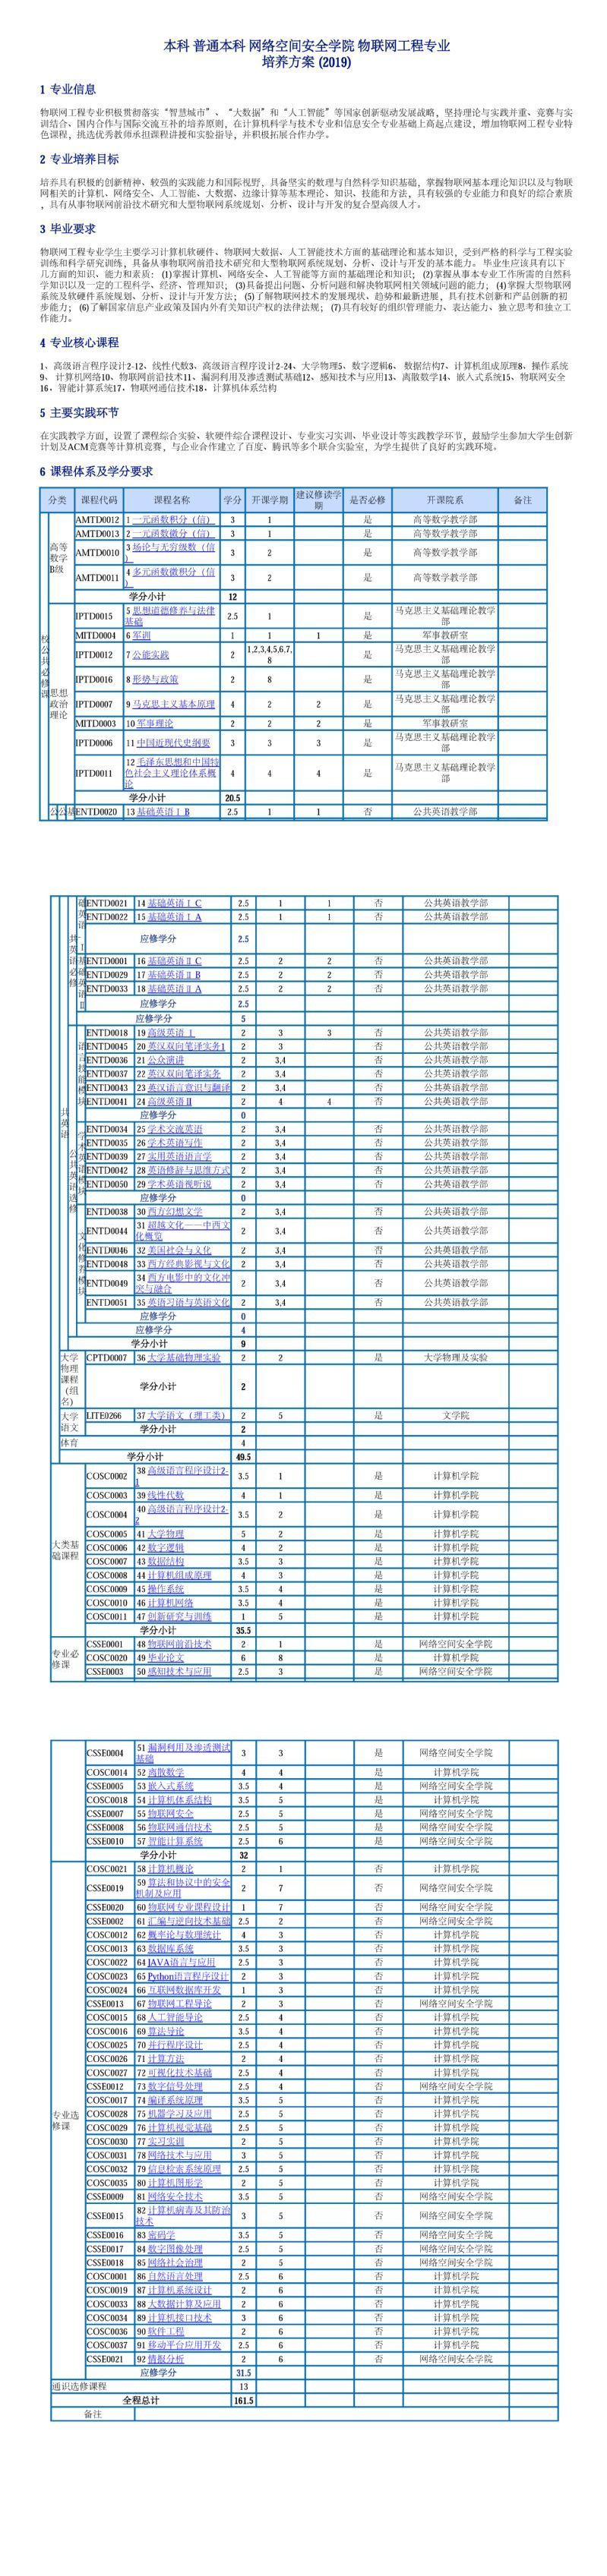 本科 普通本科 网络空间安全学院 物联网工程专业
培养方案 (2019)
1 专业信息
物联网工程专业积极贯彻落实“智慧城市”、“大数据”和“人工智能”等国家创新驱动发展战略，坚持理论与实践并重、竞赛与实
训结合、国内合作与国际交流互补的培养原则，在计算机科学与技术专业和信息安全专业基础上高起点建设，增加物联网工程专业特
色课程，挑选优秀教师承担课程讲授和实验指导，并积极拓展合作办学。
2 专业培养目标
培养具有积极的创新精神、较强的实践能力和国际视野，具备坚实的数理与自然科学知识基础，掌握物联网基本理论知识以及与物联
网相关的计算机、网络安全、人工智能、大数据、边缘计算等基本理论、知识、技能和方法，具有较强的专业能力和良好的综合素质
，具有从事物联网前沿技术研究和大型物联网系统规划、分析、设计与开发的复合型高级人才。
3 毕业要求
物联网工程专业学生主要学习计算机软硬件、物联网大数据、人工智能技术方面的基础理论和基本知识，受到严格的科学与工程实验
训练和科学研究训练，具备从事物联网前沿技术研究和大型物联网系统规划、分析、设计与开发的基本能力。 毕业生应该具有以下
几方面的知识、能力和素质：(1)掌握计算机、网络安全、人工智能等方面的基础理论和知识；(2)掌握从事本专业工作所需的自然科
学知识以及一定的工程科学、经济、管理知识；(3)具备提出问题、分析问题和解决物联网相关领域问题的能力；(4)掌握大型物联网
系统及软硬件系统规划、分析、设计与开发方法；(5)了解物联网技术的发展现状、趋势和最新进展，具有技术创新和产品创新的初
步能力；(6)了解国家信息产业政策及国内外有关知识产权的法律法规；(7)具有较好的组织管理能力、表达能力、独立思考和独立工
作能力。
4 专业核心课程
1、高级语言程序设计2-12、线性代数3、高级语言程序设计2-24、大学物理5、数字逻辑6、 数据结构7、计算机组成原理8、操作系统
9、 计算机网络10、物联网前沿技术11、漏洞利用及渗透测试基础12、感知技术与应用13、离散数学14、嵌入式系统15、物联网安全
16、智能计算系统17、物联网通信技术18、计算机体系结构
5 主要实践环节
在实践教学方面，设置了课程综合实验、软硬件综合课程设计、专业实习实训、毕业设计等实践教学环节，鼓励学生参加大学生创新
计划及ACM竞赛等计算机竞赛，与企业合作建立了百度、腾讯等多个联合实验室，为学生提供了良好的实践环境。
6 课程体系及学分要求
分类 课程代码 课程名称 学分 开课学期 建议修读学期 是否必修 开课院系 备注
校公共必修课
高等数学B级
AMTD0012 1 一元函数积分（信） 3 1 是 高等数学教学部
AMTD0013 2 一元函数微分（信） 3 1 是 高等数学教学部
AMTD0010 3 场论与无穷级数（信） 3 2 是 高等数学教学部
AMTD0011 4 多元函数微积分（信） 3 2 是 高等数学教学部
学分小计 12
思想政治理论
IPTD0015 5 思想道德修养与法律基础 2.5 1 是 马克思主义基础理论教学部
MITD0004 6 军训 1 1 1 是 军事教研室
IPTD0012 7 公能实践 2 1,2,3,4,5,6,7,8 是 马克思主义基础理论教学部
IPTD0016 8 形势与政策 2 8 是 马克思主义基础理论教学部
IPTD0007 9 马克思主义基本原理 4 2 2 是 马克思主义基础理论教学部
MITD0003 10 军事理论 2 2 2 是 军事教研室
IPTD0006 11 中国近现代史纲要 3 3 3 是 马克思主义基础理论教学部
IPTD0011 12 毛泽东思想和中国特色社会主义理论体系概论 4 4 4 是 马克思主义基础理论教学部
学分小计 20.5
公 公 基 ENTD0020 13 基础英语Ⅰ B 2.5 1 1 否 公共英语教学部
共英语
共英语必修
础英语Ⅰ
ENTD0021 14 基础英语Ⅰ C 2.5 1 1 否 公共英语教学部
ENTD0022 15 基础英语Ⅰ A 2.5 1 1 否 公共英语教学部
应修学分 2.5
基础英语Ⅱ
ENTD0001 16 基础英语Ⅱ C 2.5 2 2 否 公共英语教学部
ENTD0029 17 基础英语Ⅱ B 2.5 2 2 否 公共英语教学部
ENTD0033 18 基础英语Ⅱ A 2.5 2 2 否 公共英语教学部
应修学分 2.5
应修学分 5
公共英语选修
语言技能模块
ENTD0018 19 高级英语 Ⅰ 2 3 3 否 公共英语教学部
ENTD0045 20 英汉双向笔译实务1 2 3 否 公共英语教学部
ENTD0036 21 公众演讲 2 3,4 否 公共英语教学部
ENTD0037 22 英汉双向笔译实务 2 3,4 否 公共英语教学部
ENTD0043 23 英汉语言意识与翻译 2 3,4 否 公共英语教学部
ENTD0041 24 高级英语 Ⅱ 2 4 4 否 公共英语教学部
应修学分 0
学术英语模块
ENTD0034 25 学术交流英语 2 3,4 否 公共英语教学部
ENTD0035 26 学术英语写作 2 3,4 否 公共英语教学部
ENTD0039 27 实用英语语言学 2 3,4 否 公共英语教学部
ENTD0042 28 英语修辞与思维方式 2 3,4 否 公共英语教学部
ENTD0050 29 学术英语视听说 2 3,4 否 公共英语教学部
应修学分 0
文化修养模块
ENTD0038 30 西方幻想文学 2 3,4 否 公共英语教学部
ENTD0044 31 超越文化——中西文化概览 2 3,4 否 公共英语教学部
ENTD0046 32 美国社会与文化 2 3,4 否 公共英语教学部
ENTD0048 33 西方经典影视与文化 2 3,4 否 公共英语教学部
ENTD0049 34 西方电影中的文化冲突与融合 2 3,4 否 公共英语教学部
ENTD0051 35 英语习语与英语文化 2 3,4 否 公共英语教学部
应修学分 0
应修学分 4
学分小计 9
大学物理课程（组名）
CPTD0007 36 大学基础物理实验 2 2 是 大学物理及实验
学分小计 2
大学语文
LITE0266 37 大学语文（理工类） 2 5 是 文学院
学分小计 2
体育 4
学分小计 49.5
大类基础课程
COSC0002 38 高级语言程序设计2-1 3.5 1 是 计算机学院
COSC0003 39 线性代数 4 1 是 计算机学院
COSC0004 40 高级语言程序设计2-2 3.5 2 是 计算机学院
COSC0005 41 大学物理 5 2 是 计算机学院
COSC0006 42 数字逻辑 4 2 是 计算机学院
COSC0007 43 数据结构 3.5 3 是 计算机学院
COSC0008 44 计算机组成原理 4 3 是 计算机学院
COSC0009 45 操作系统 3.5 4 是 计算机学院
COSC0010 46 计算机网络 3.5 4 是 计算机学院
COSC0011 47 创新研究与训练 1 5 是 计算机学院
学分小计 35.5
专业必修课
CSSE0001 48 物联网前沿技术 2 1 是 网络空间安全学院
COSC0020 49 毕业论文 6 8 是 计算机学院
CSSE0003 50 感知技术与应用 2.5 3 是 网络空间安全学院
CSSE0004 51 漏洞利用及渗透测试基础 3 3 是 网络空间安全学院
COSC0014 52 离散数学 4 4 是 计算机学院
CSSE0005 53 嵌入式系统 3.5 4 是 网络空间安全学院
COSC0018 54 计算机体系结构 3.5 5 是 计算机学院
CSSE0007 55 物联网安全 2.5 5 是 网络空间安全学院
CSSE0008 56 物联网通信技术 2.5 5 是 网络空间安全学院
CSSE0010 57 智能计算系统 2.5 6 是 网络空间安全学院
学分小计 32
专业选修课
COSC0021 58 计算机概论 2 1 否 计算机学院
CSSE0019 59 算法和协议中的安全机制及应用 2 7 否 网络空间安全学院
CSSE0020 60 物联网专业课程设计 1 7 否 网络空间安全学院
CSSE0002 61 汇编与逆向技术基础 2.5 2 否 网络空间安全学院
COSC0012 62 概率论与数理统计 4 3 否 计算机学院
COSC0013 63 数据库系统 3.5 3 否 计算机学院
COSC0022 64 JAVA语言与应用 2.5 3 否 计算机学院
COSC0023 65 Python语言程序设计 2 3 否 计算机学院
COSC0024 66 互联网数据库开发 1 3 否 计算机学院
CSSE0013 67 物联网工程导论 2 3 否 网络空间安全学院
COSC0015 68 人工智能导论 2.5 4 否 计算机学院
COSC0016 69 算法导论 3.5 4 否 计算机学院
COSC0025 70 并行程序设计 2.5 4 否 计算机学院
COSC0026 71 计算方法 2 4 否 计算机学院
COSC0027 72 可视化技术基础 2.5 4 否 计算机学院
CSSE0012 73 数字信号处理 2.5 4 否 网络空间安全学院
COSC0017 74 编译系统原理 3.5 5 否 计算机学院
COSC0028 75 机器学习及应用 2.5 5 否 计算机学院
COSC0029 76 计算机视觉基础 2.5 5 否 计算机学院
COSC0030 77 实习实训 2 5 否 计算机学院
COSC0031 78 网络技术与应用 3 5 否 计算机学院
COSC0032 79 信息检索系统原理 2.5 5 否 计算机学院
COSC0035 80 计算机图形学 2 5 否 计算机学院
CSSE0009 81 网络安全技术 3.5 5 否 网络空间安全学院
CSSE0015 82 计算机病毒及其防治技术 3 5 否 网络空间安全学院
CSSE0016 83 密码学 3.5 5 否 网络空间安全学院
CSSE0017 84 数字图像处理 2.5 5 否 网络空间安全学院
CSSE0018 85 网络社会治理 2 5 否 网络空间安全学院
COSC0001 86 自然语言处理 2.5 6 否 计算机学院
COSC0019 87 计算机系统设计 2 6 否 计算机学院
COSC0033 88 大数据计算及应用 2 6 否 计算机学院
COSC0034 89 计算机接口技术 3 6 否 计算机学院
COSC0036 90 软件工程 2 6 否 计算机学院
COSC0037 91 移动平台应用开发 2.5 6 否 计算机学院
CSSE0021 92 情报分析 2 6 否 网络空间安全学院
应修学分 31.5
通识选修课程 13
全程总计 161.5
备注